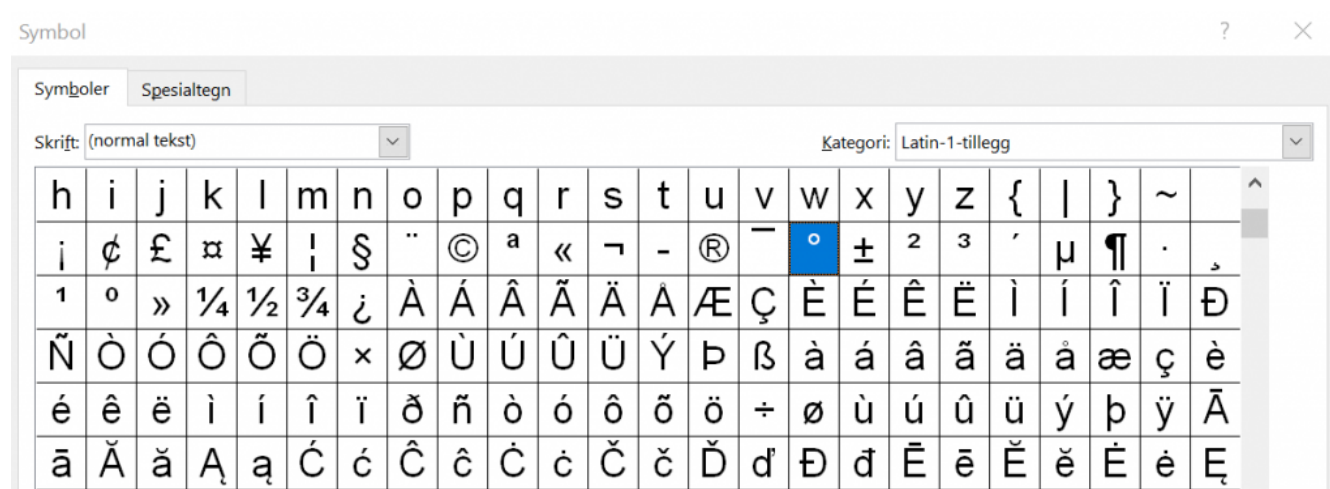 Symbol ?
Symboler Spesialtegn
Skrift: (normal tekst) Kategori: Latin-1-tillegg
h i j k l m n o p q r s t u v w x y z { | } ~
¡ ¢ £ ¤ ¥ ¦ § ¨ © ª « ¬ - ® ¯ ° ± ² ³ ´ µ ¶ · ¸
¹ º » ¼ ½ ¾ ¿ À Á Â Ã Ä Å Æ Ç È É Ê Ë Ì Í Î Ï Ð
Ñ Ò Ó Ô Õ Ö × Ø Ù Ú Û Ü Ý Þ ß à á â ã ä å æ ç è
é ê ë ì í î ï ð ñ ò ó ô õ ö ÷ ø ù ú û ü ý þ ÿ Ā
ā Ă ă Ą ą Ć ć Ĉ ĉ Ċ ċ Č č Ď ď Đ đ Ē ē Ĕ ĕ Ė ė Ę